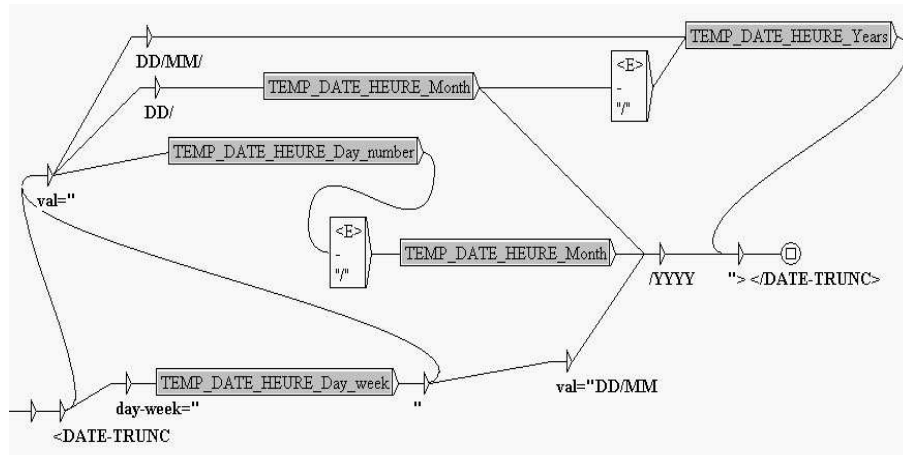 TEMP_DATE_HEURE_Years
DD/MM/
<E>
-
"/"
TEMP_DATE_HEURE_Month
DD/
TEMP_DATE_HEURE_Day_number
val="
<E>
-
"/"
TEMP_DATE_HEURE_Month
/YYYY
"> </DATE-TRUNC>
TEMP_DATE_HEURE_Day_week
val="DD/MM
day-week="
"
<DATE-TRUNC